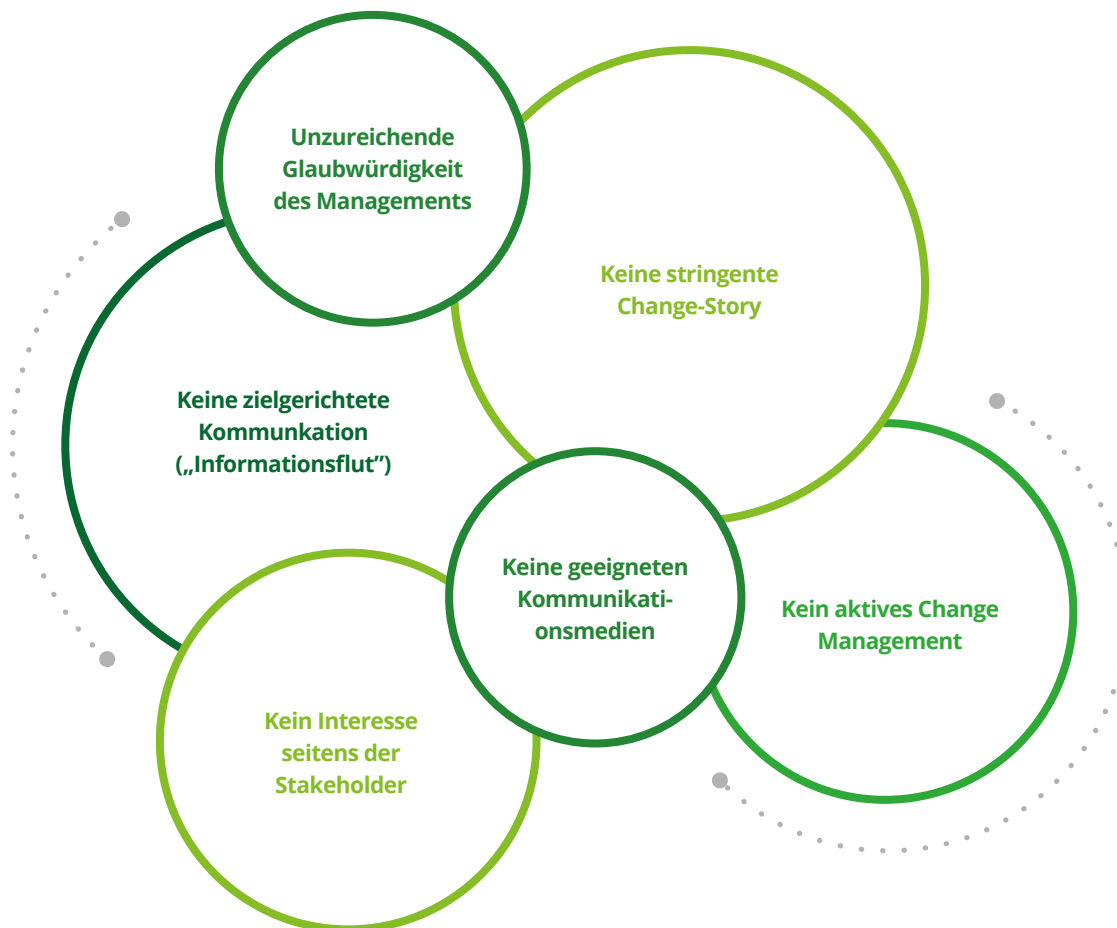 Unzureichende
Glaubwürdigkeit
des Managements
Keine stringente
Change-Story
Keine zielgerichtete
Kommunkation
(„Informationsflut”)
Keine geeigneten
Kommunikati-
onsmedien
Kein aktives Change
Management
Kein Interesse
seitens der
Stakeholder